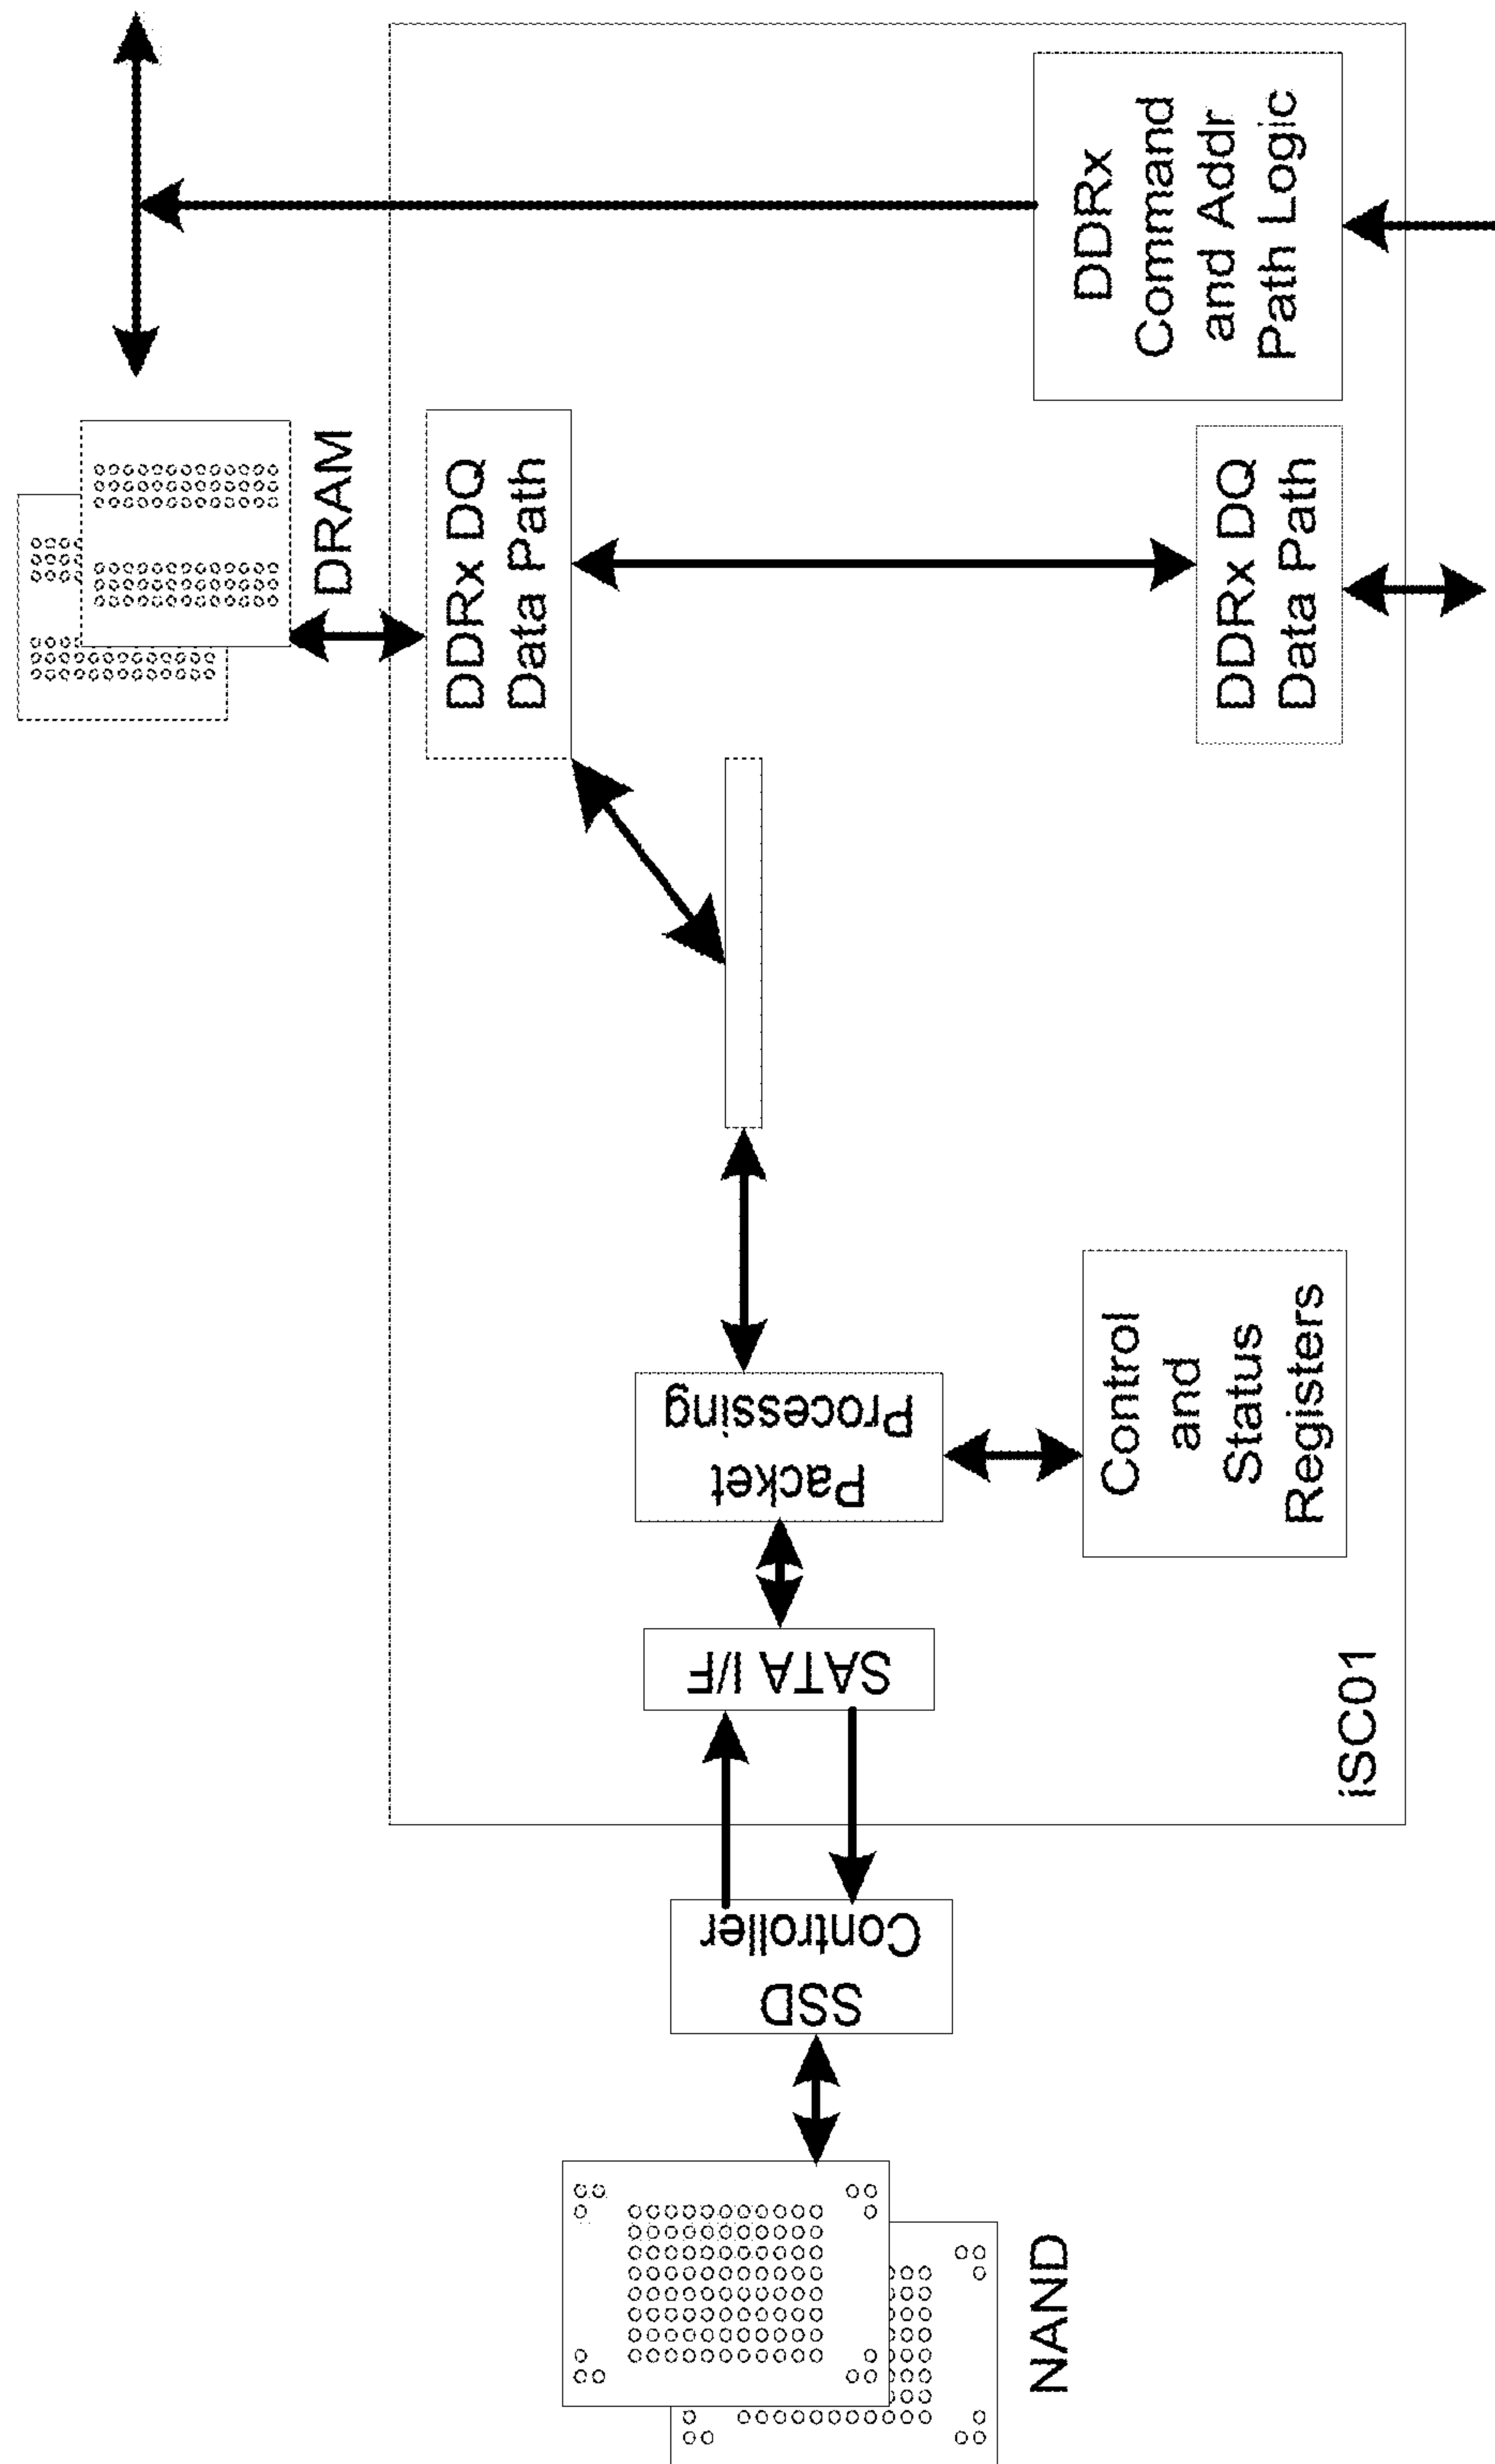 DRAM
DDRx DQ
Data Path
DDRx
Command
and Addr
Path Logic
DDRx DQ
Data Path
Packet
Processing
Control
and
Status
Registers
SATA I/F
iSC01
SSD
Controller
NAND